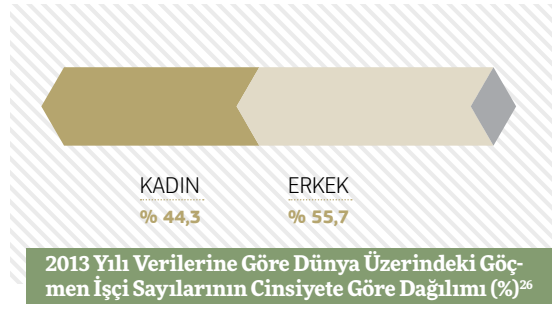 KADIN ERKEK
% 44,3 % 55,7
2013 Yılı Verilerine Göre Dünya Üzerindeki Göç-
men İşçi Sayılarının Cinsiyete Göre Dağılımı (%)²⁶